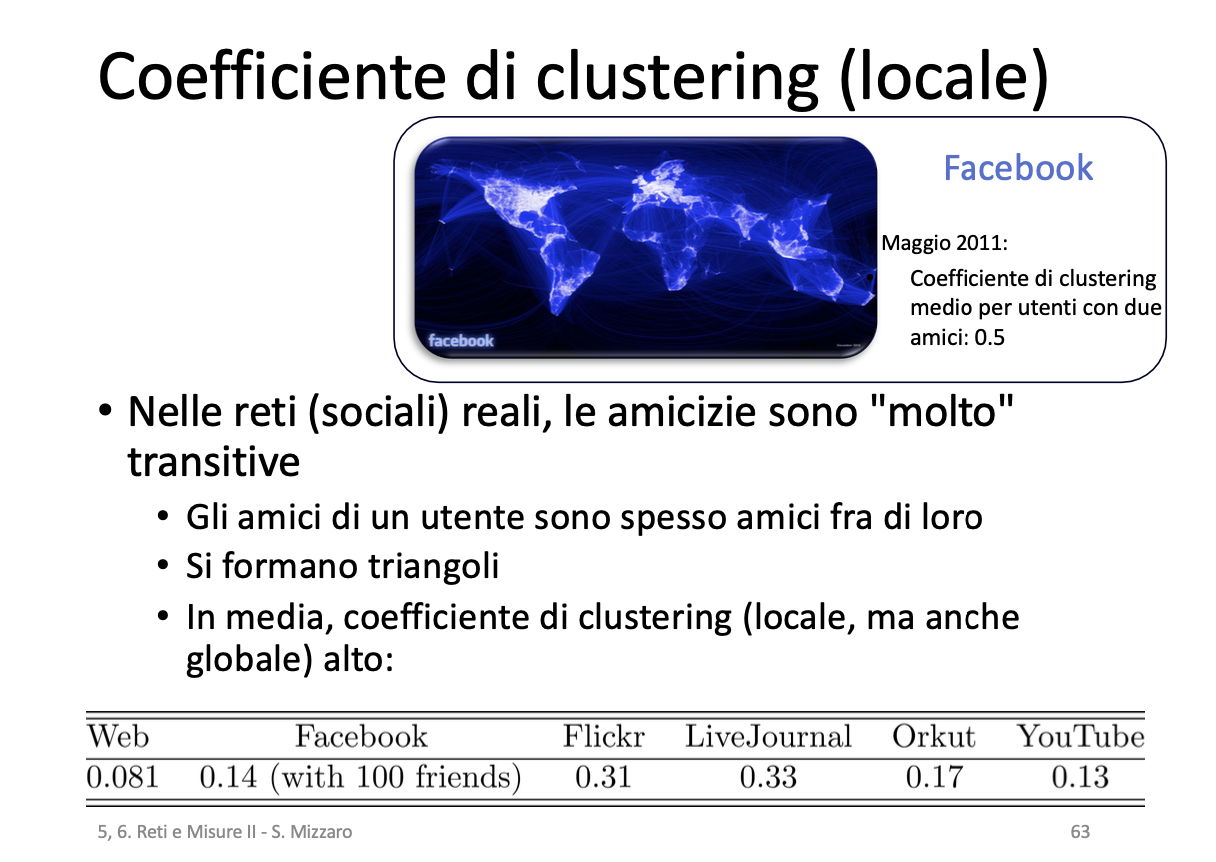 Coefficiente di clustering (locale)
Facebook
Maggio 2011:
Coefficiente di clustering
medio per utenti con due
amici: 0.5
facebook
• Nelle reti (sociali) reali, le amicizie sono "molto"
transitive
• Gli amici di un utente sono spesso amici fra di loro
• Si formano triangoli
• In media, coefficiente di clustering (locale, ma anche
globale) alto:
Web Facebook Flickr LiveJournal Orkut YouTube
0.081 0.14 (with 100 friends) 0.31 0.33 0.17 0.13
5, 6. Reti e Misure II - S. Mizzaro 63